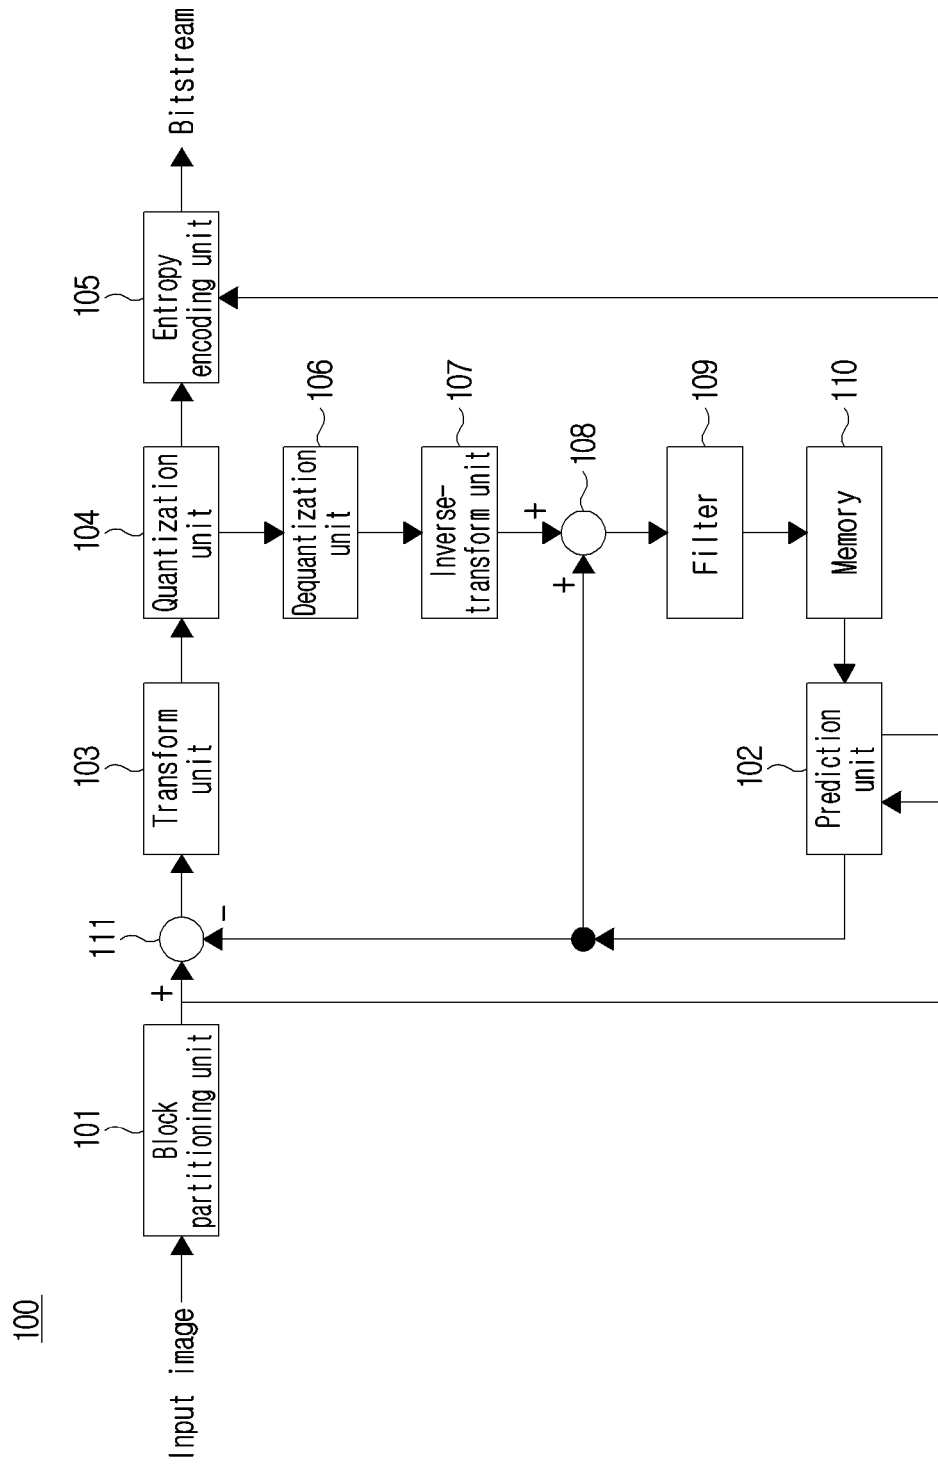 100
Input image
101
Block
partitioning unit
+
111
-
103
Transform
unit
104
Quantization
unit
105
Entropy
encoding unit
Bitstream
106
Dequantization
unit
107
Inverse-
transform unit
+
+
108
109
Filter
110
Memory
102
Prediction
unit